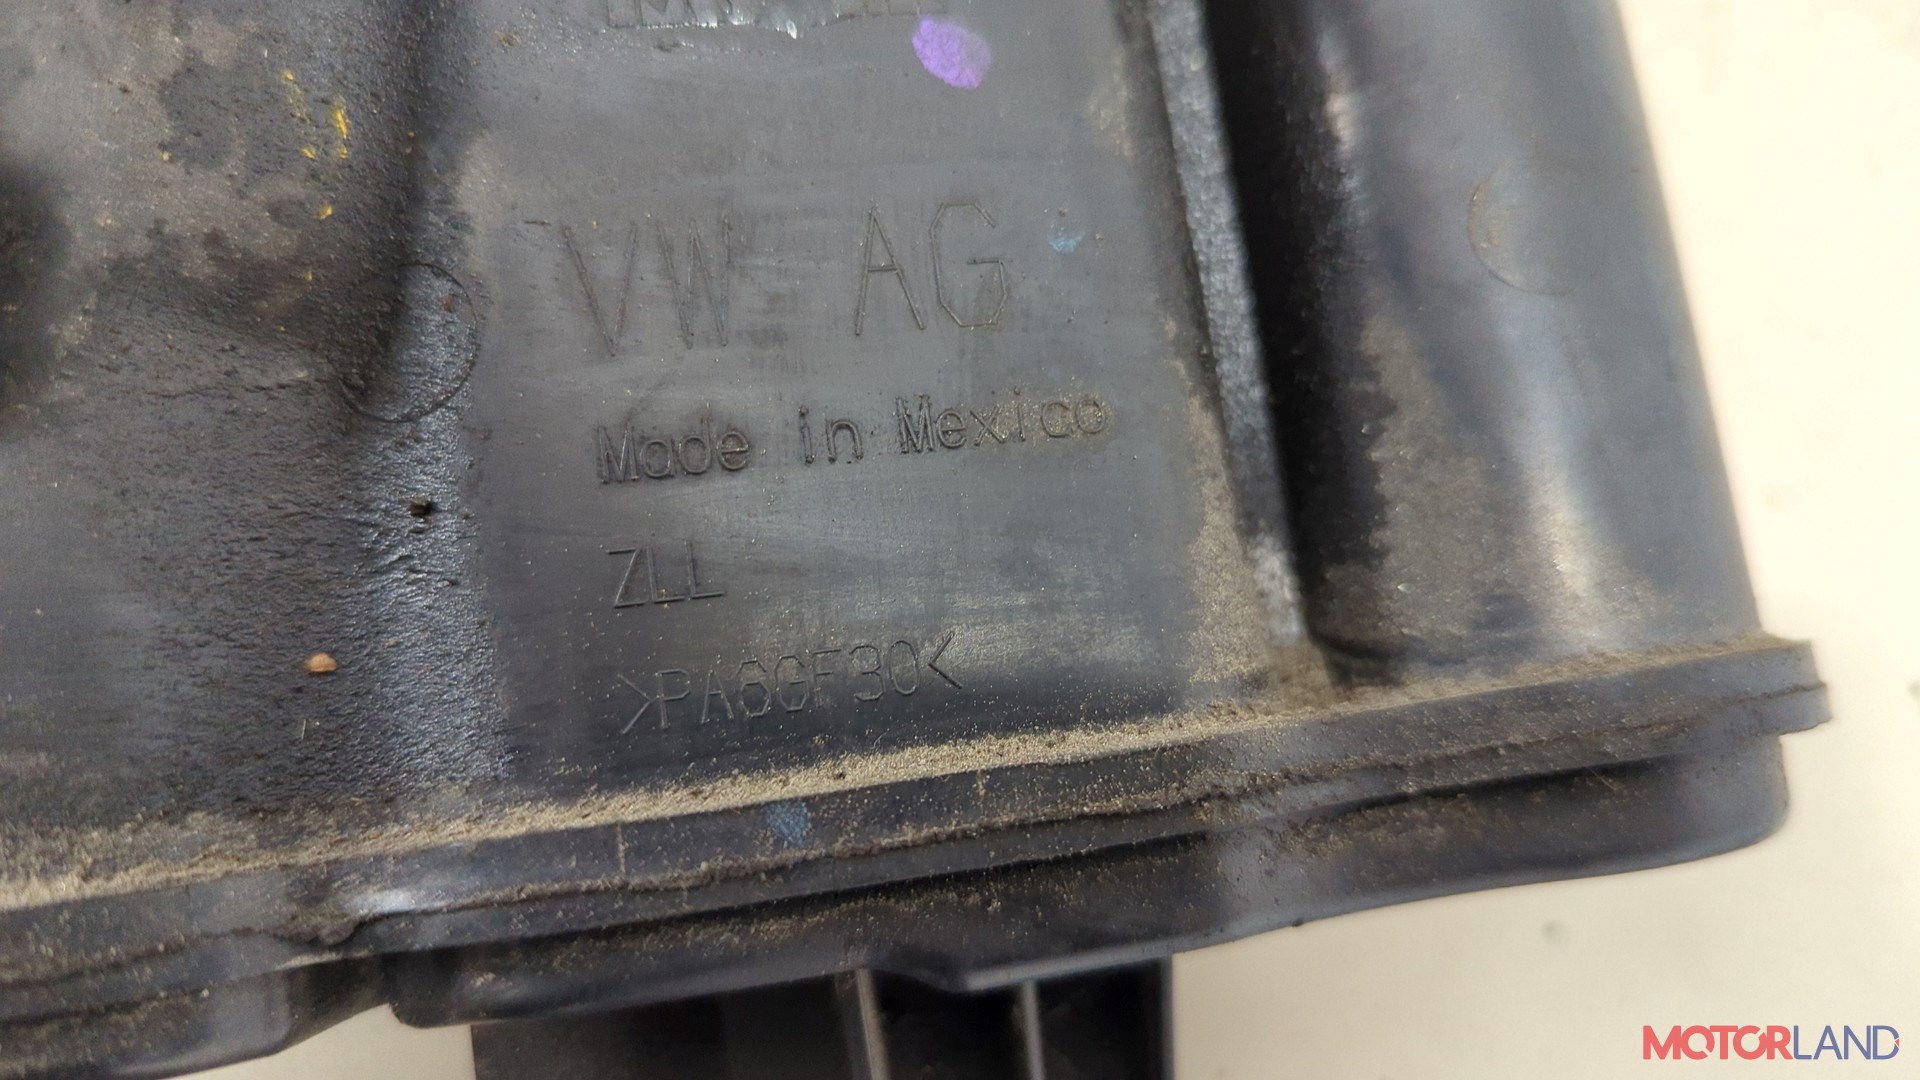 VW AG
Made in Mexico
ZLL
>PA6GF30<
MOTORLAND